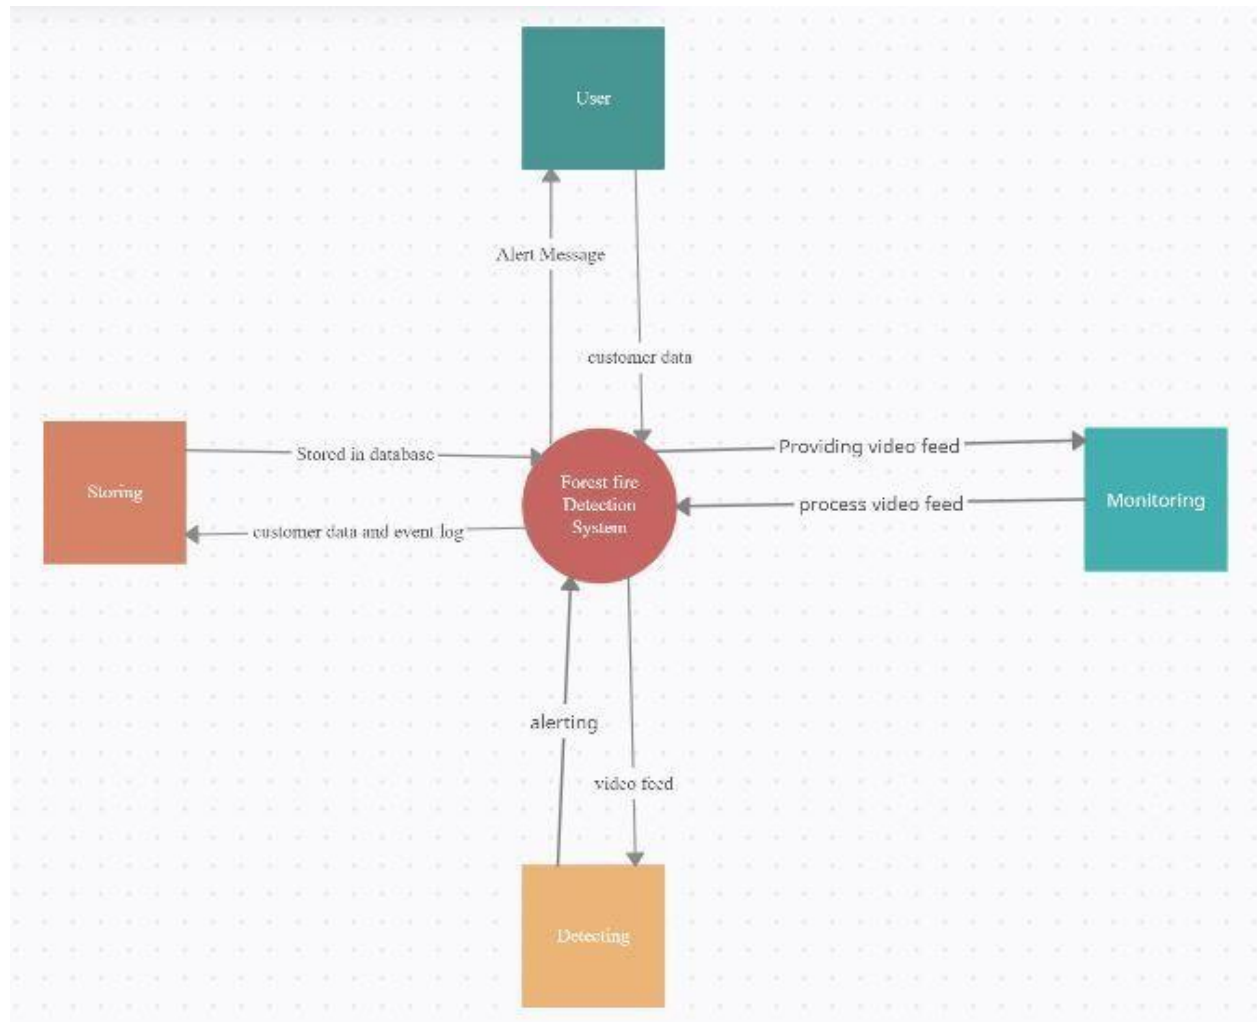 User
Alert Message
customer data
Stored in database
Providing video feed
Storing
Forest fire
Detection
System
process video feed
Monitoring
customer data and event log
alerting
video feed
Detecting